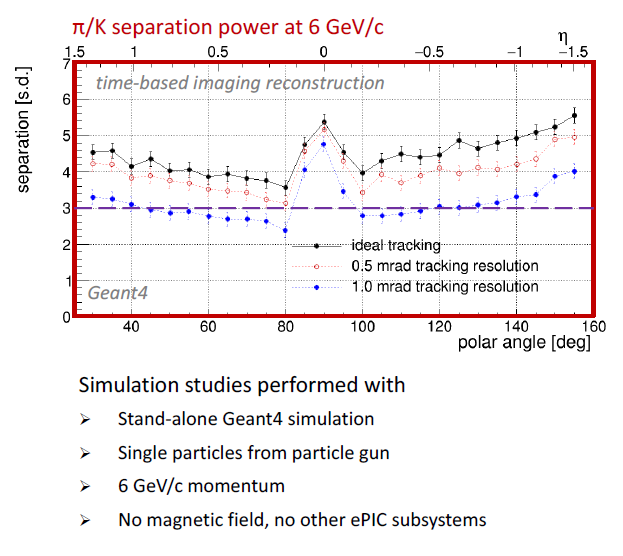 π/K separation power at 6 GeV/c
η
1.5 1 0.5 0 −0.5 −1 −1.5
time-based imaging reconstruction
separation [s.d.]
7
6
5
4
3
2
1
0
ideal tracking
0.5 mrad tracking resolution
1.0 mrad tracking resolution
Geant4
40 60 80 100 120 140 160
polar angle [deg]
Simulation studies performed with
➢ Stand-alone Geant4 simulation
➢ Single particles from particle gun
➢ 6 GeV/c momentum
➢ No magnetic field, no other ePIC subsystems